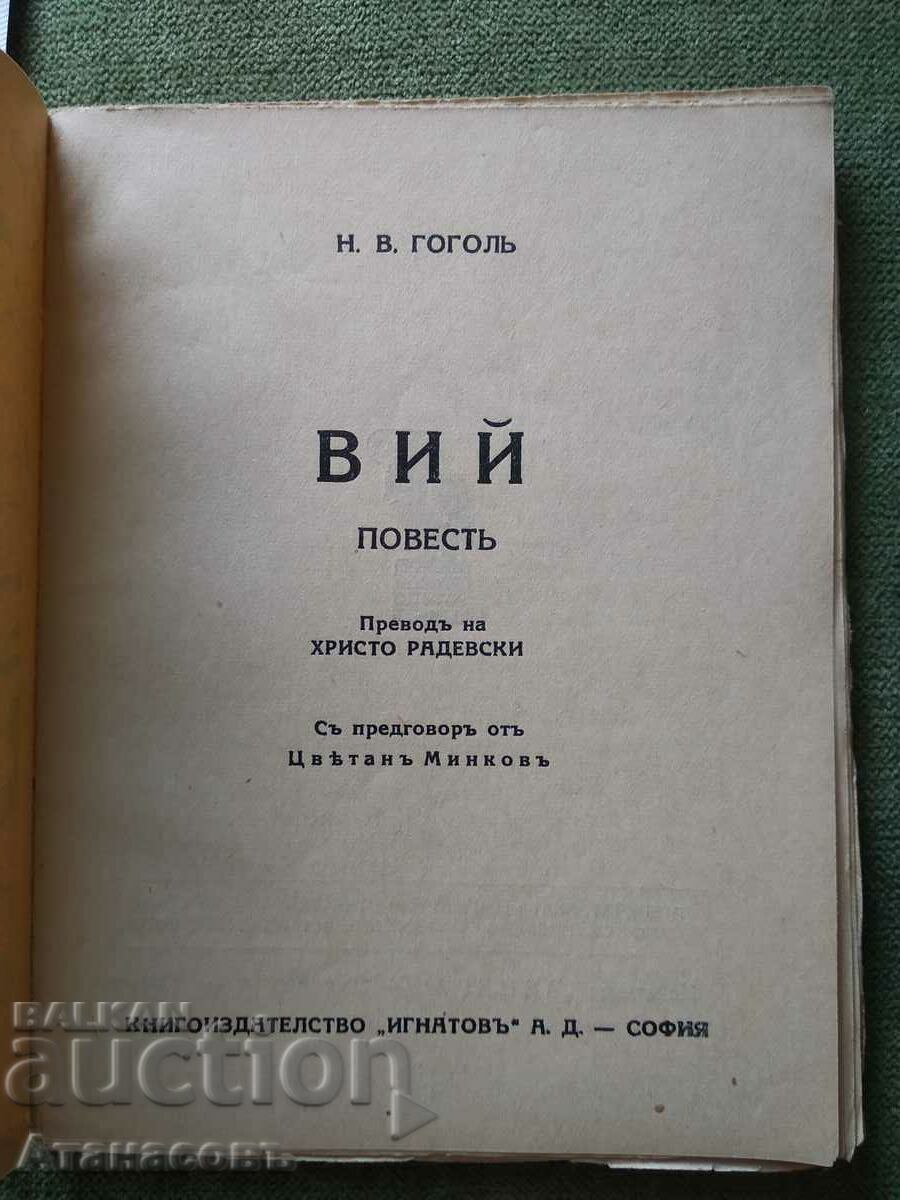 Н. В. ГОГОЛЬ
ВИЙ
ПОВЕСТЬ
Преводъ на
ХРИСТО РАДЕВСКИ
Съ предговоръ отъ
Цвѣтанъ Минковъ
КНИГОИЗДАТЕЛСТВО „ИГНАТОВЪ“ А. Д. — СОФИЯ
BALKAN
auction
Атанасовъ